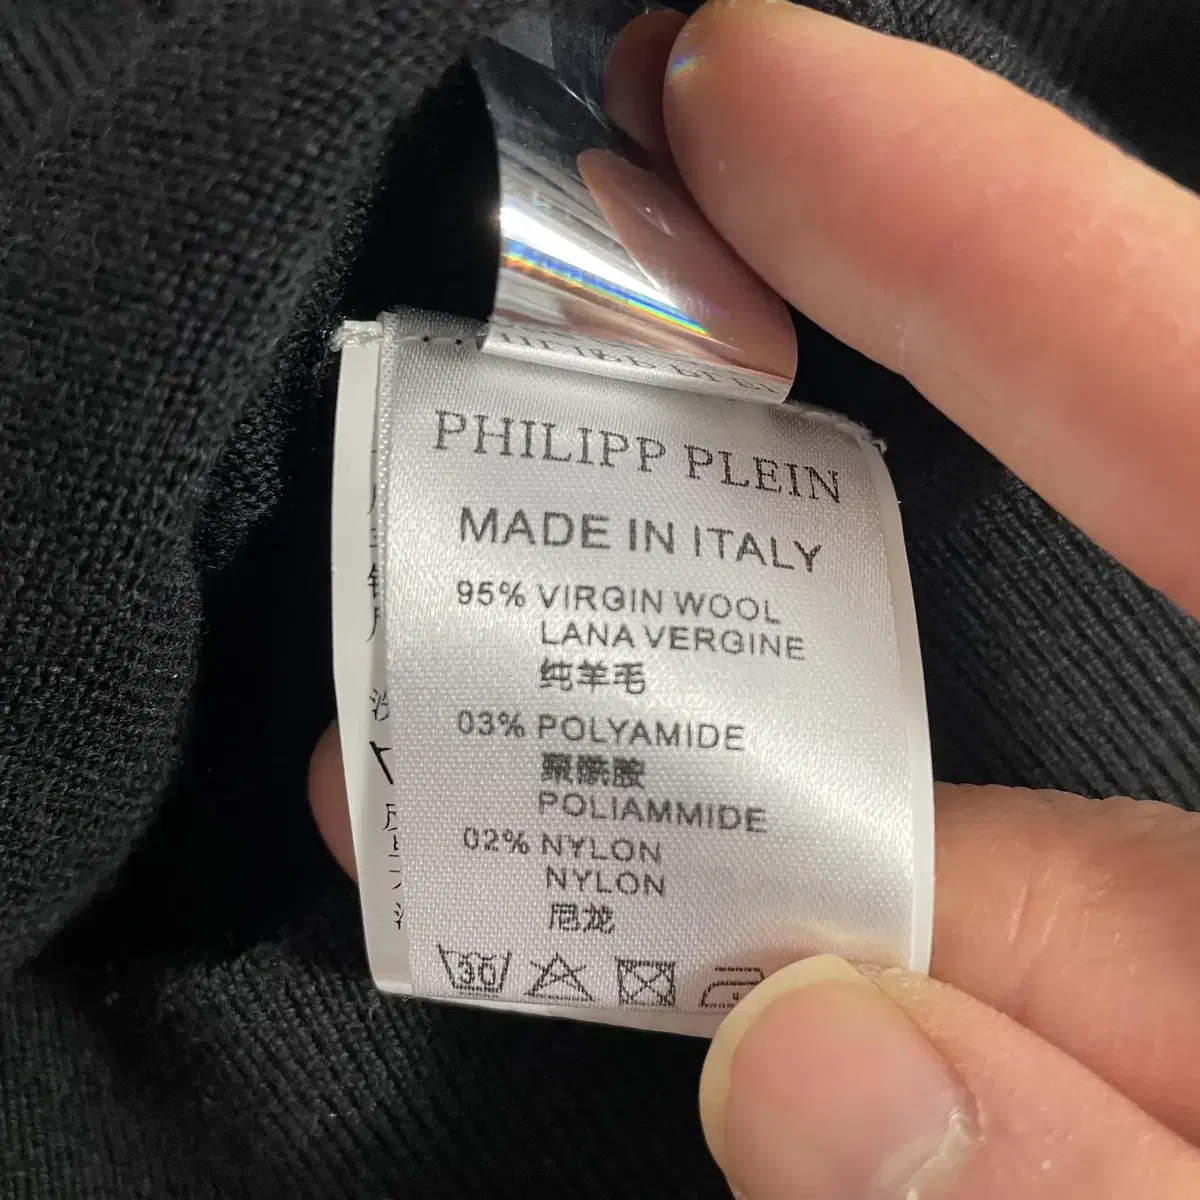 PHILIPP PLEIN
MADE IN ITALY
95% VIRGIN WOOL
LANA VERGINE
纯羊毛
03% POLYAMIDE
聚酰胺
POLIAMMIDE
02% NYLON
NYLON
尼龙
30